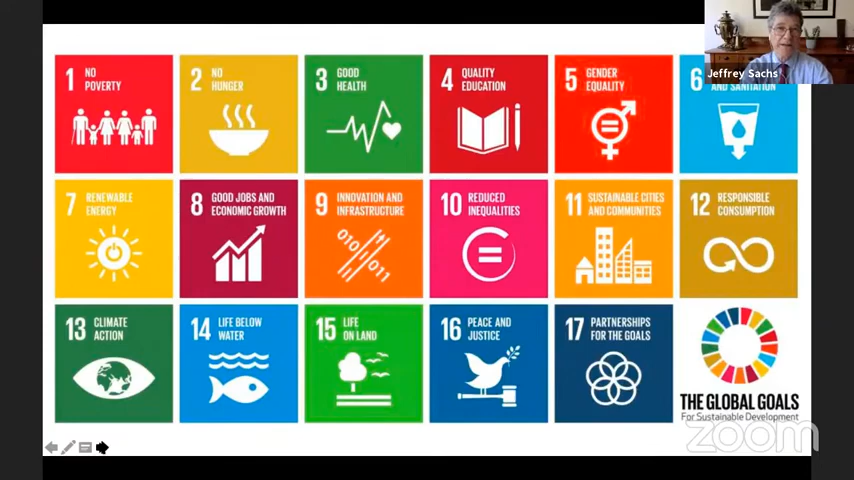 Jeffrey Sachs
1 NO
POVERTY
2 NO
HUNGER
3 GOOD
HEALTH
4 QUALITY
EDUCATION
5 GENDER
EQUALITY
6
AND SANITATION
7 RENEWABLE
ENERGY
8 GOOD JOBS AND
ECONOMIC GROWTH
9 INNOVATION AND
INFRASTRUCTURE
010
011
10 REDUCED
INEQUALITIES
11 SUSTAINABLE CITIES
AND COMMUNITIES
12 RESPONSIBLE
CONSUMPTION
13 CLIMATE
ACTION
14 LIFE BELOW
WATER
15 LIFE
ON LAND
16 PEACE AND
JUSTICE
17 PARTNERSHIPS
FOR THE GOALS
THE GLOBAL GOALS
For Sustainable Development
zoom